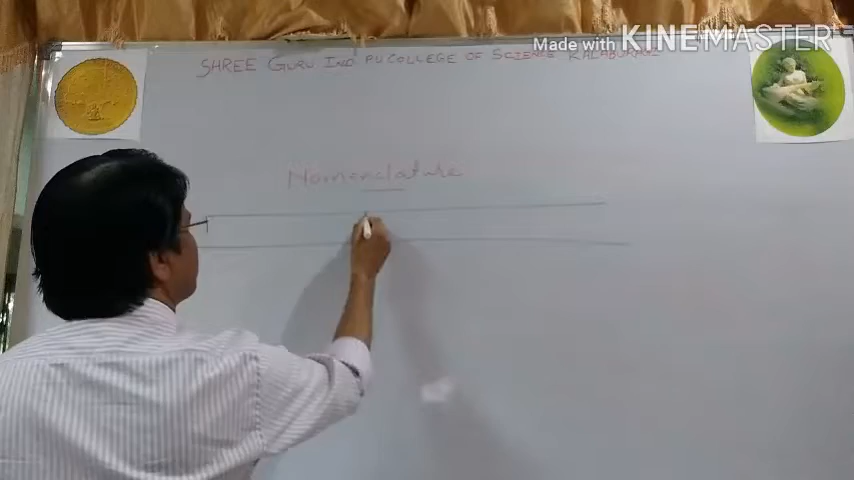 Made with KINEMASTER
SHREE GURU IND PU COLLEGE OF SCIENCE KALABURAGI
Nomenclature